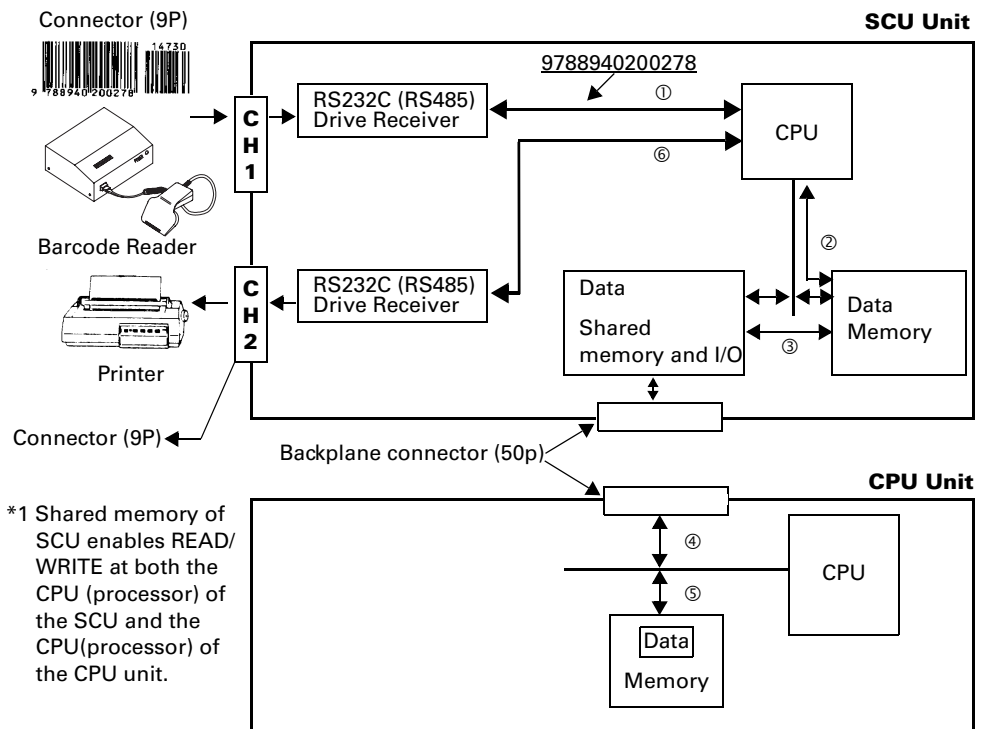 Connector (9P)
SCU Unit
14730
9 788940 200278
9788940200278
①
RS232C (RS485)
Drive Receiver
C
H
1
CPU
⑥
Barcode Reader
②
RS232C (RS485)
Drive Receiver
C
H
2
Data
Shared
memory and I/O
③
Data
Memory
Printer
Connector (9P)
Backplane connector (50p)
CPU Unit
*1 Shared memory of
SCU enables READ/
WRITE at both the
CPU (processor) of
the SCU and the
CPU(processor) of
the CPU unit.
④
CPU
⑤
Data
Memory